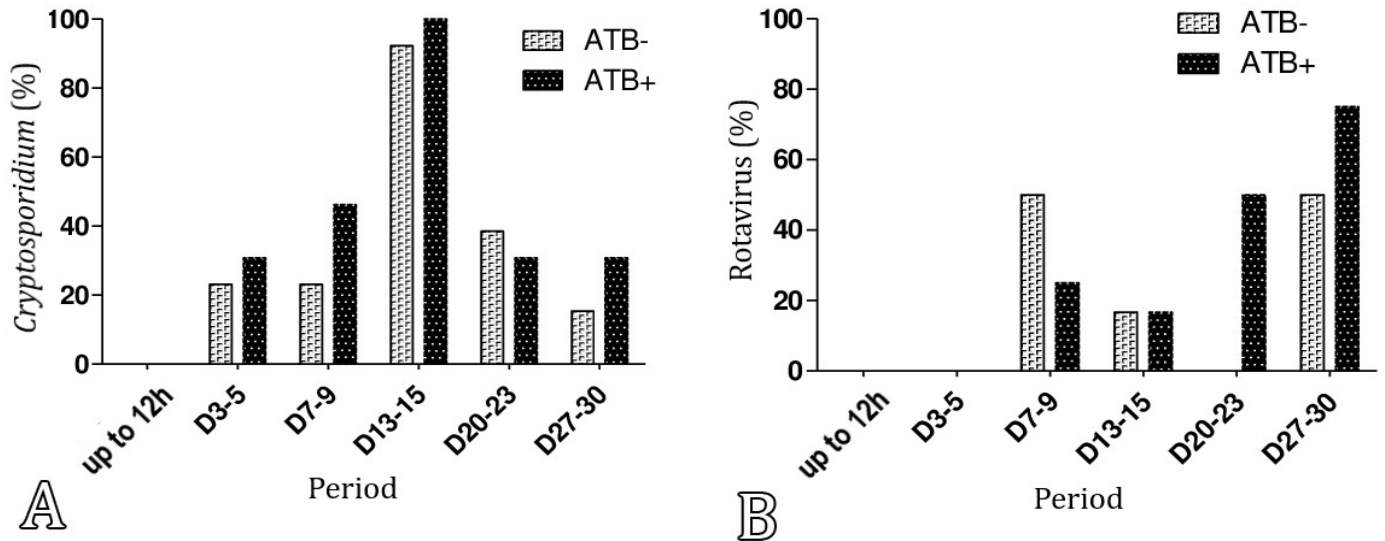 100
80
60
40
20
0
Cryptosporidium (%)
ATB-
ATB+
up to 12h
D3-5
D7-9
D13-15
D20-23
D27-30
Period
A
100
80
60
40
20
0
Rotavirus (%)
ATB-
ATB+
up to 12h
D3-5
D7-9
D13-15
D20-23
D27-30
Period
B